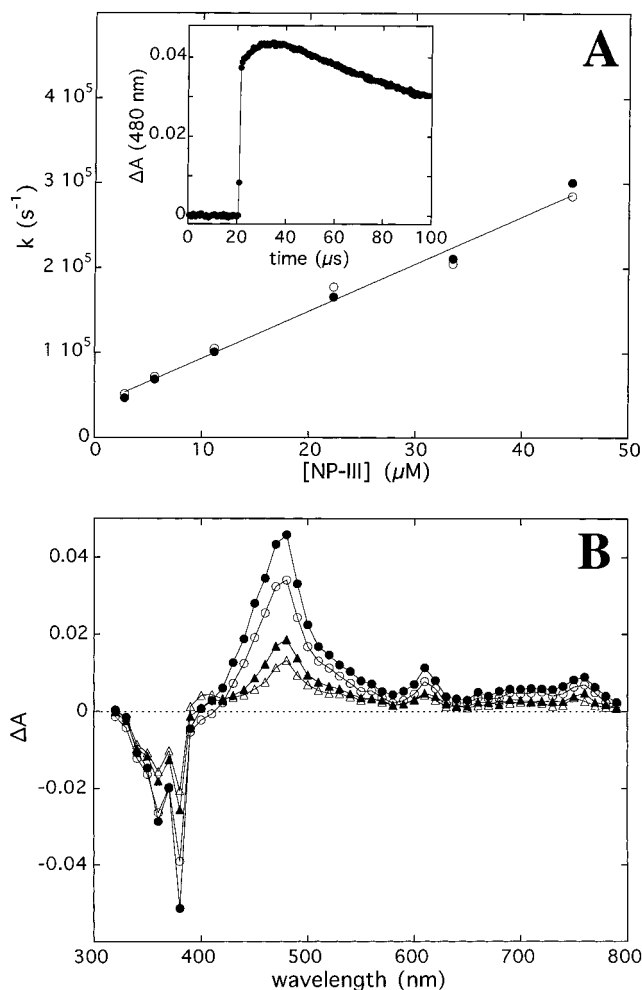 A
k (s⁻¹)
4 10⁵
3 10⁵
2 10⁵
1 10⁵
0
0 10 20 30 40 50
[NP-III] (μM)
ΔA (480 nm)
0.04
0.02
0
0 20 40 60 80 100
time (μs)
B
ΔA
0.04
0.02
0
-0.02
-0.04
300 400 500 600 700 800
wavelength (nm)